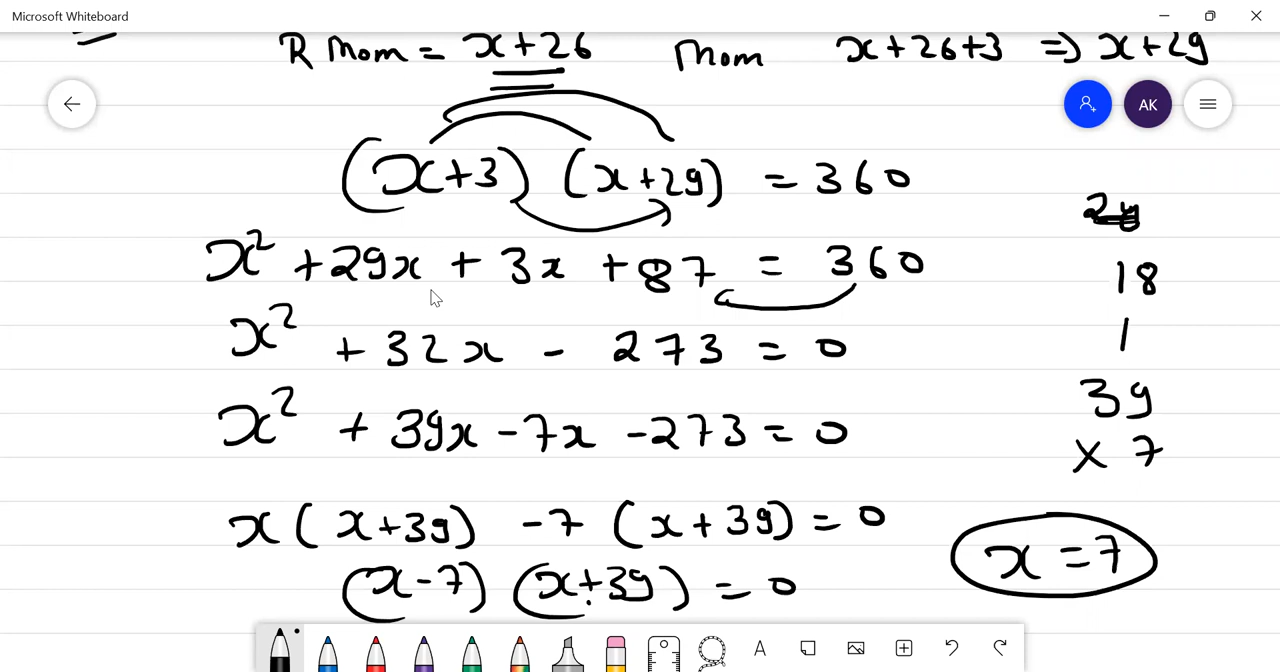 Microsoft Whiteboard
R Mom = x+26 Mom x+26+3 => x+29
AK
(x+3) (x+29) = 360
x² +29x + 3x +87 = 360
18
x² + 32x - 273 = 0
1
39
x² + 39x -7x -273 = 0
x 7
x(x+39) -7 (x+39) = 0
x = 7
(x-7) (x+39) = 0
A